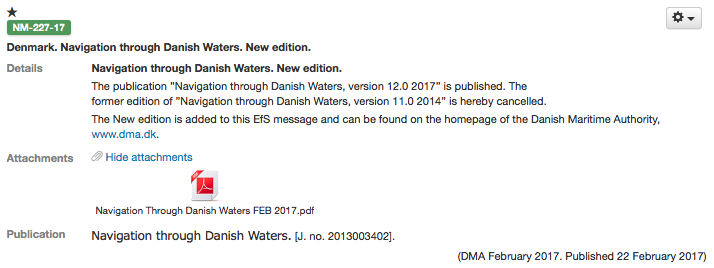 NM-227-17
Denmark. Navigation through Danish Waters. New edition.
Details
Navigation through Danish Waters. New edition.
The publication "Navigation through Danish Waters, version 12.0 2017” is published. The
former edition of ”Navigation through Danish Waters, version 11.0 2014” is hereby cancelled.
The New edition is added to this EfS message and can be found on the homepage of the Danish Maritime Authority,
www.dma.dk.
Attachments
Hide attachments
Navigation Through Danish Waters FEB 2017.pdf
Publication
Navigation through Danish Waters. [J. no. 2013003402].
(DMA February 2017. Published 22 February 2017)